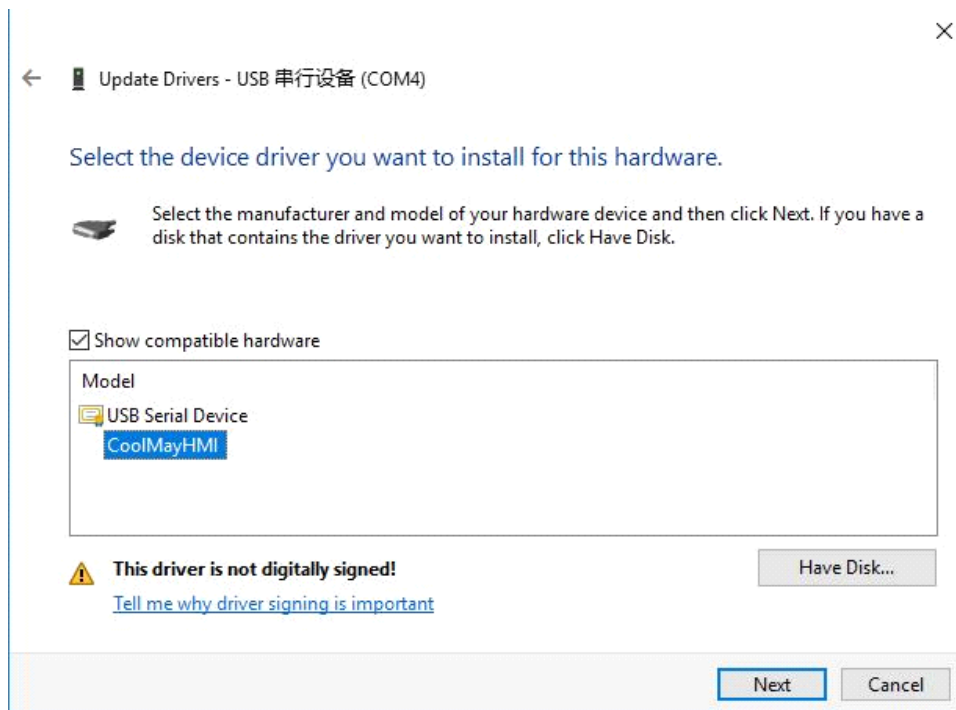 Update Drivers - USB 串行设备 (COM4)
Select the device driver you want to install for this hardware.
Select the manufacturer and model of your hardware device and then click Next. If you have a
disk that contains the driver you want to install, click Have Disk.
Show compatible hardware
Model
USB Serial Device
CoolMayHMI
This driver is not digitally signed!
Have Disk...
Tell me why driver signing is important
Next
Cancel